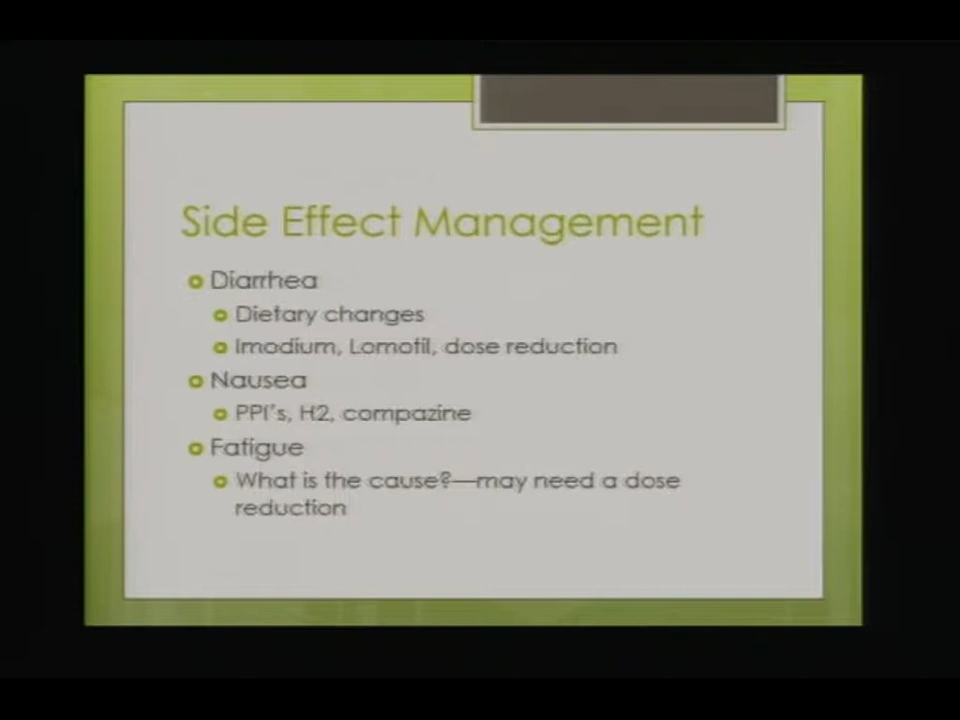 Side Effect Management
Diarrhea
Dietary changes
Imodium, Lomotil, dose reduction
Nausea
PPI's, H2, compazine
Fatigue
What is the cause?—may need a dose
reduction